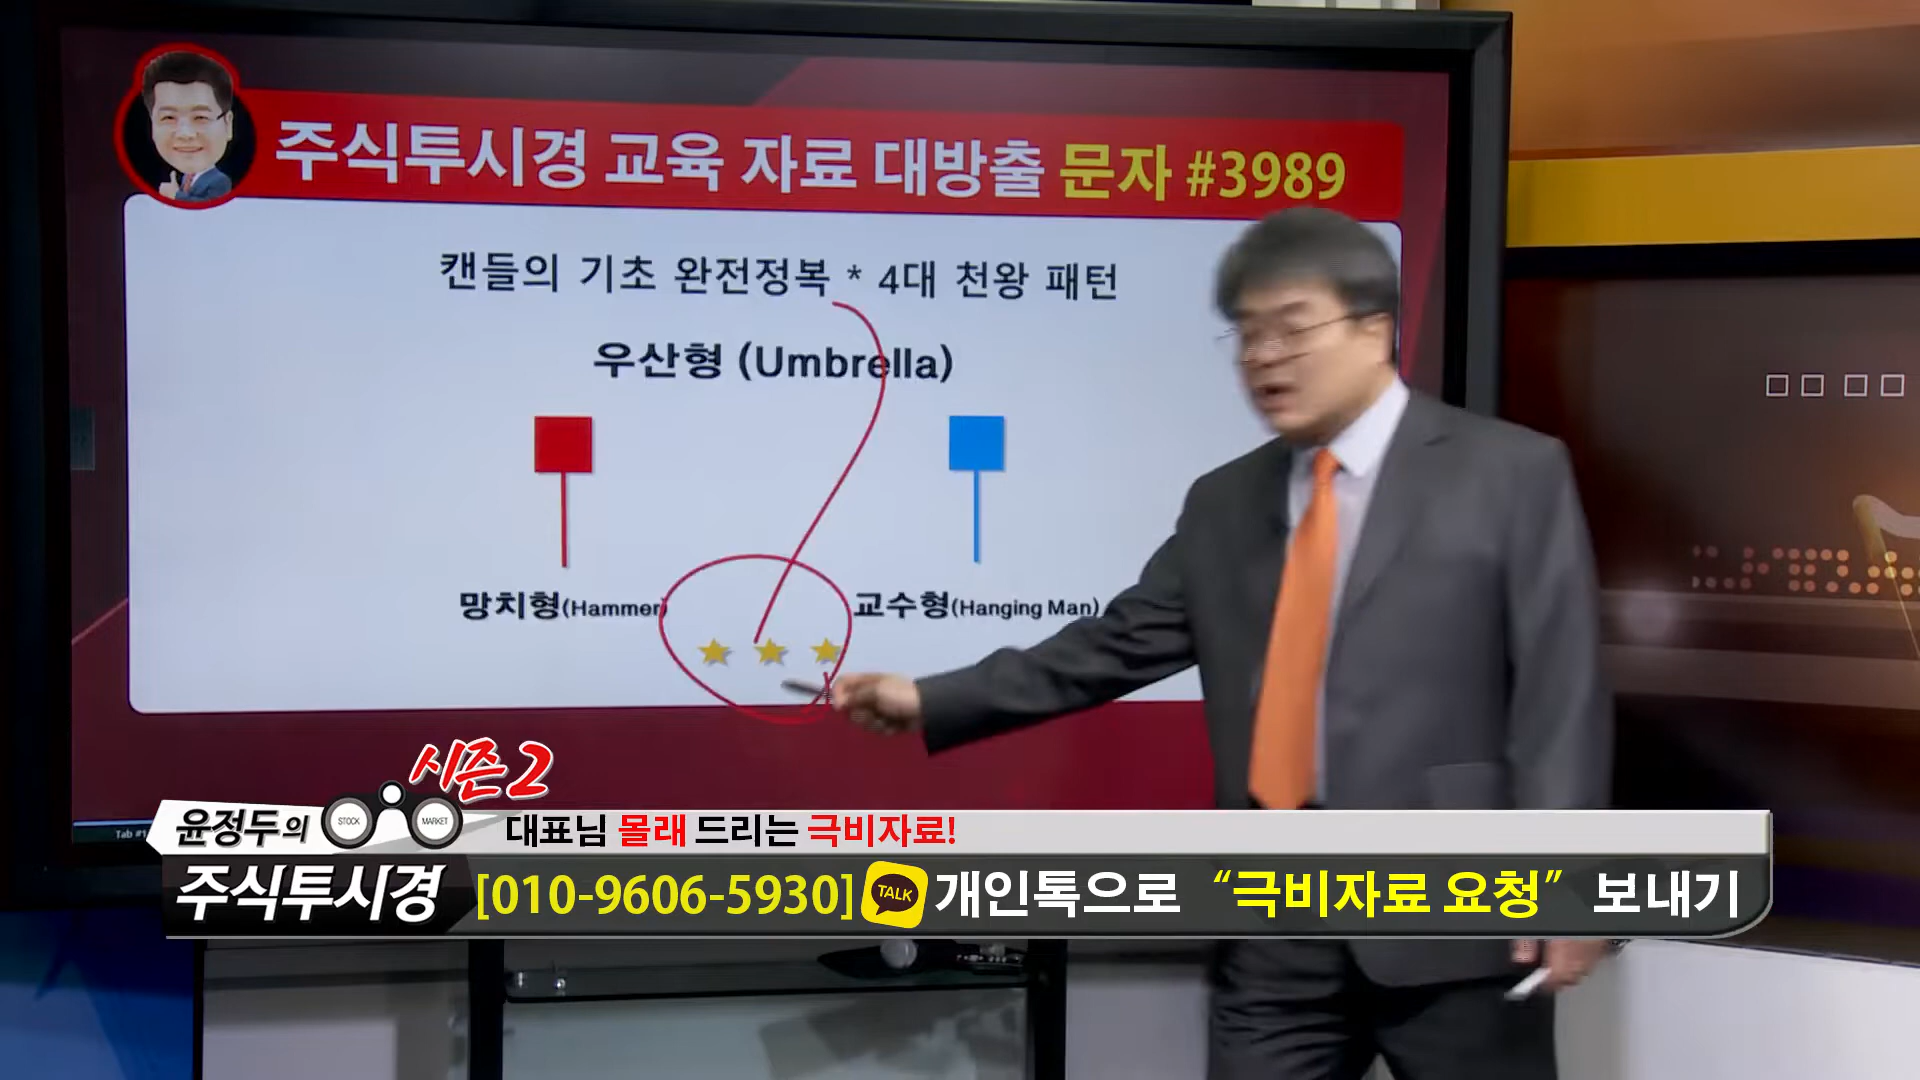 주식투시경 교육 자료 대방출 문자 #3989
캔들의 기초 완전정복 * 4대 천왕 패턴
우산형 (Umbrella)
망치형(Hammer)
교수형(Hanging Man)
시즌2
윤정두의
STOCK
MARKET
주식투시경
대표님 몰래 드리는 극비자료!
[010-9606-5930] TALK 개인톡으로 “극비자료 요청” 보내기